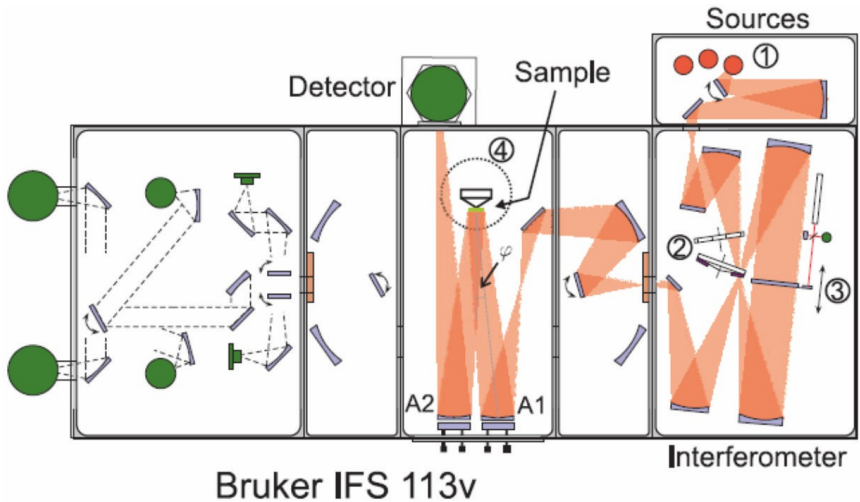 Sources
①
Detector
Sample
④
φ
②
③
A2
A1
Interferometer
Bruker IFS 113v